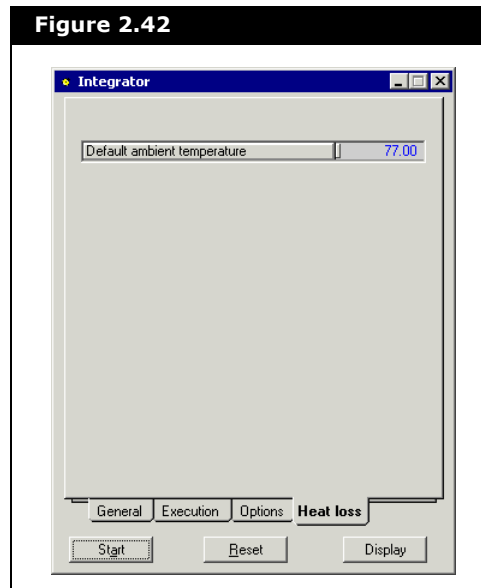 Figure 2.42
Integrator
Default ambient temperature 77.00
General Execution Options Heat loss
Start Reset Display